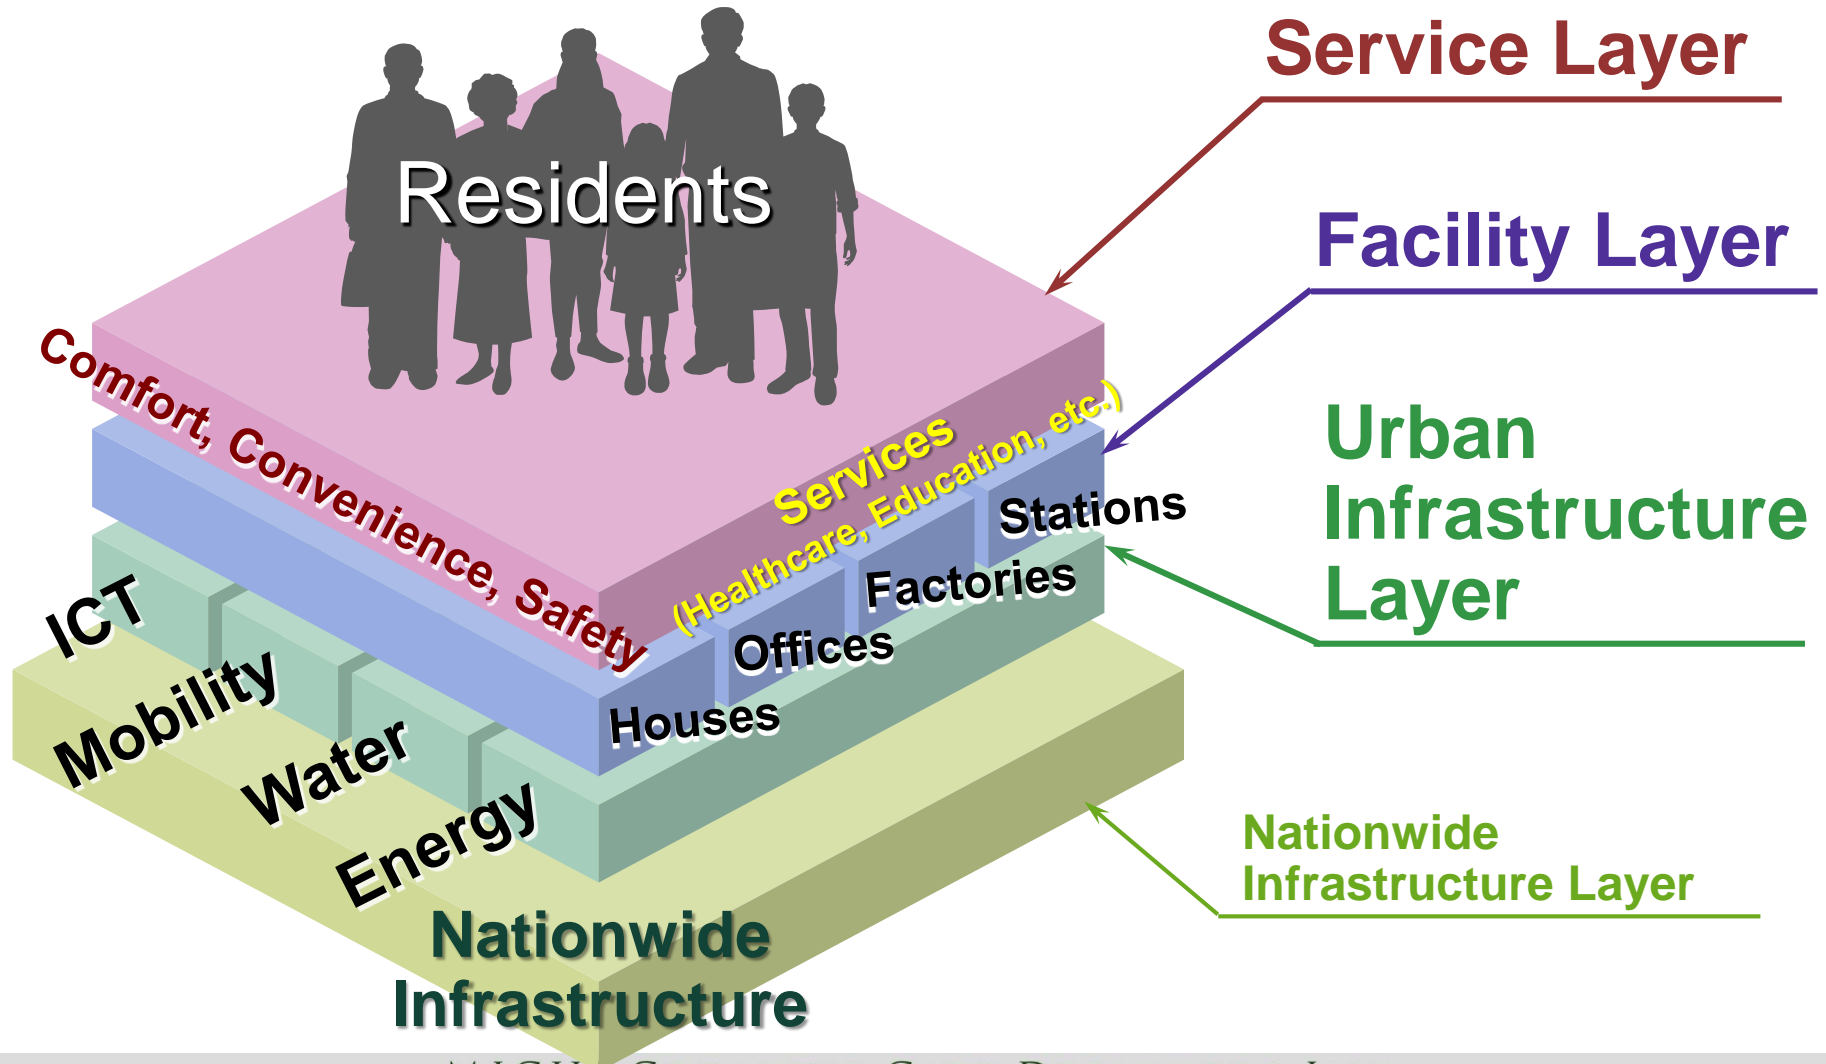 Service Layer
Residents
Facility Layer
Comfort, Convenience, Safety
Services
(Healthcare, Education, etc.)
Urban
Infrastructure
Layer
Stations
Factories
Offices
Houses
ICT
Mobility
Water
Energy
Nationwide
Infrastructure Layer
Nationwide
Infrastructure